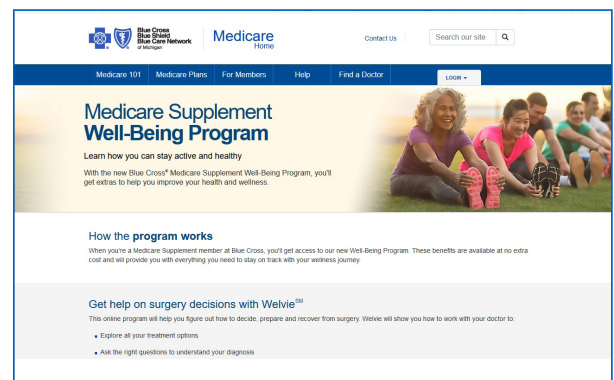 Blue Cross
Blue Shield
Blue Care Network
of Michigan
Medicare
Home
Contact Us
Search our site
Medicare 101 Medicare Plans For Members Help Find a Doctor LOGIN
Medicare Supplement
Well-Being Program
Learn how you can stay active and healthy
With the new Blue Cross® Medicare Supplement Well-Being Program, you'll
get extras to help you improve your health and wellness.
How the program works
When you're a Medicare Supplement member at Blue Cross, you'll get access to our new Well-Being Program. These benefits are available at no extra
cost and will provide you with everything you need to stay on track with your wellness journey.
Get help on surgery decisions with Welvie℠
This online program will help you figure out how to decide, prepare and recover from surgery. Welvie will show you how to work with your doctor to:
▪ Explore all your treatment options
▪ Ask the right questions to understand your diagnosis